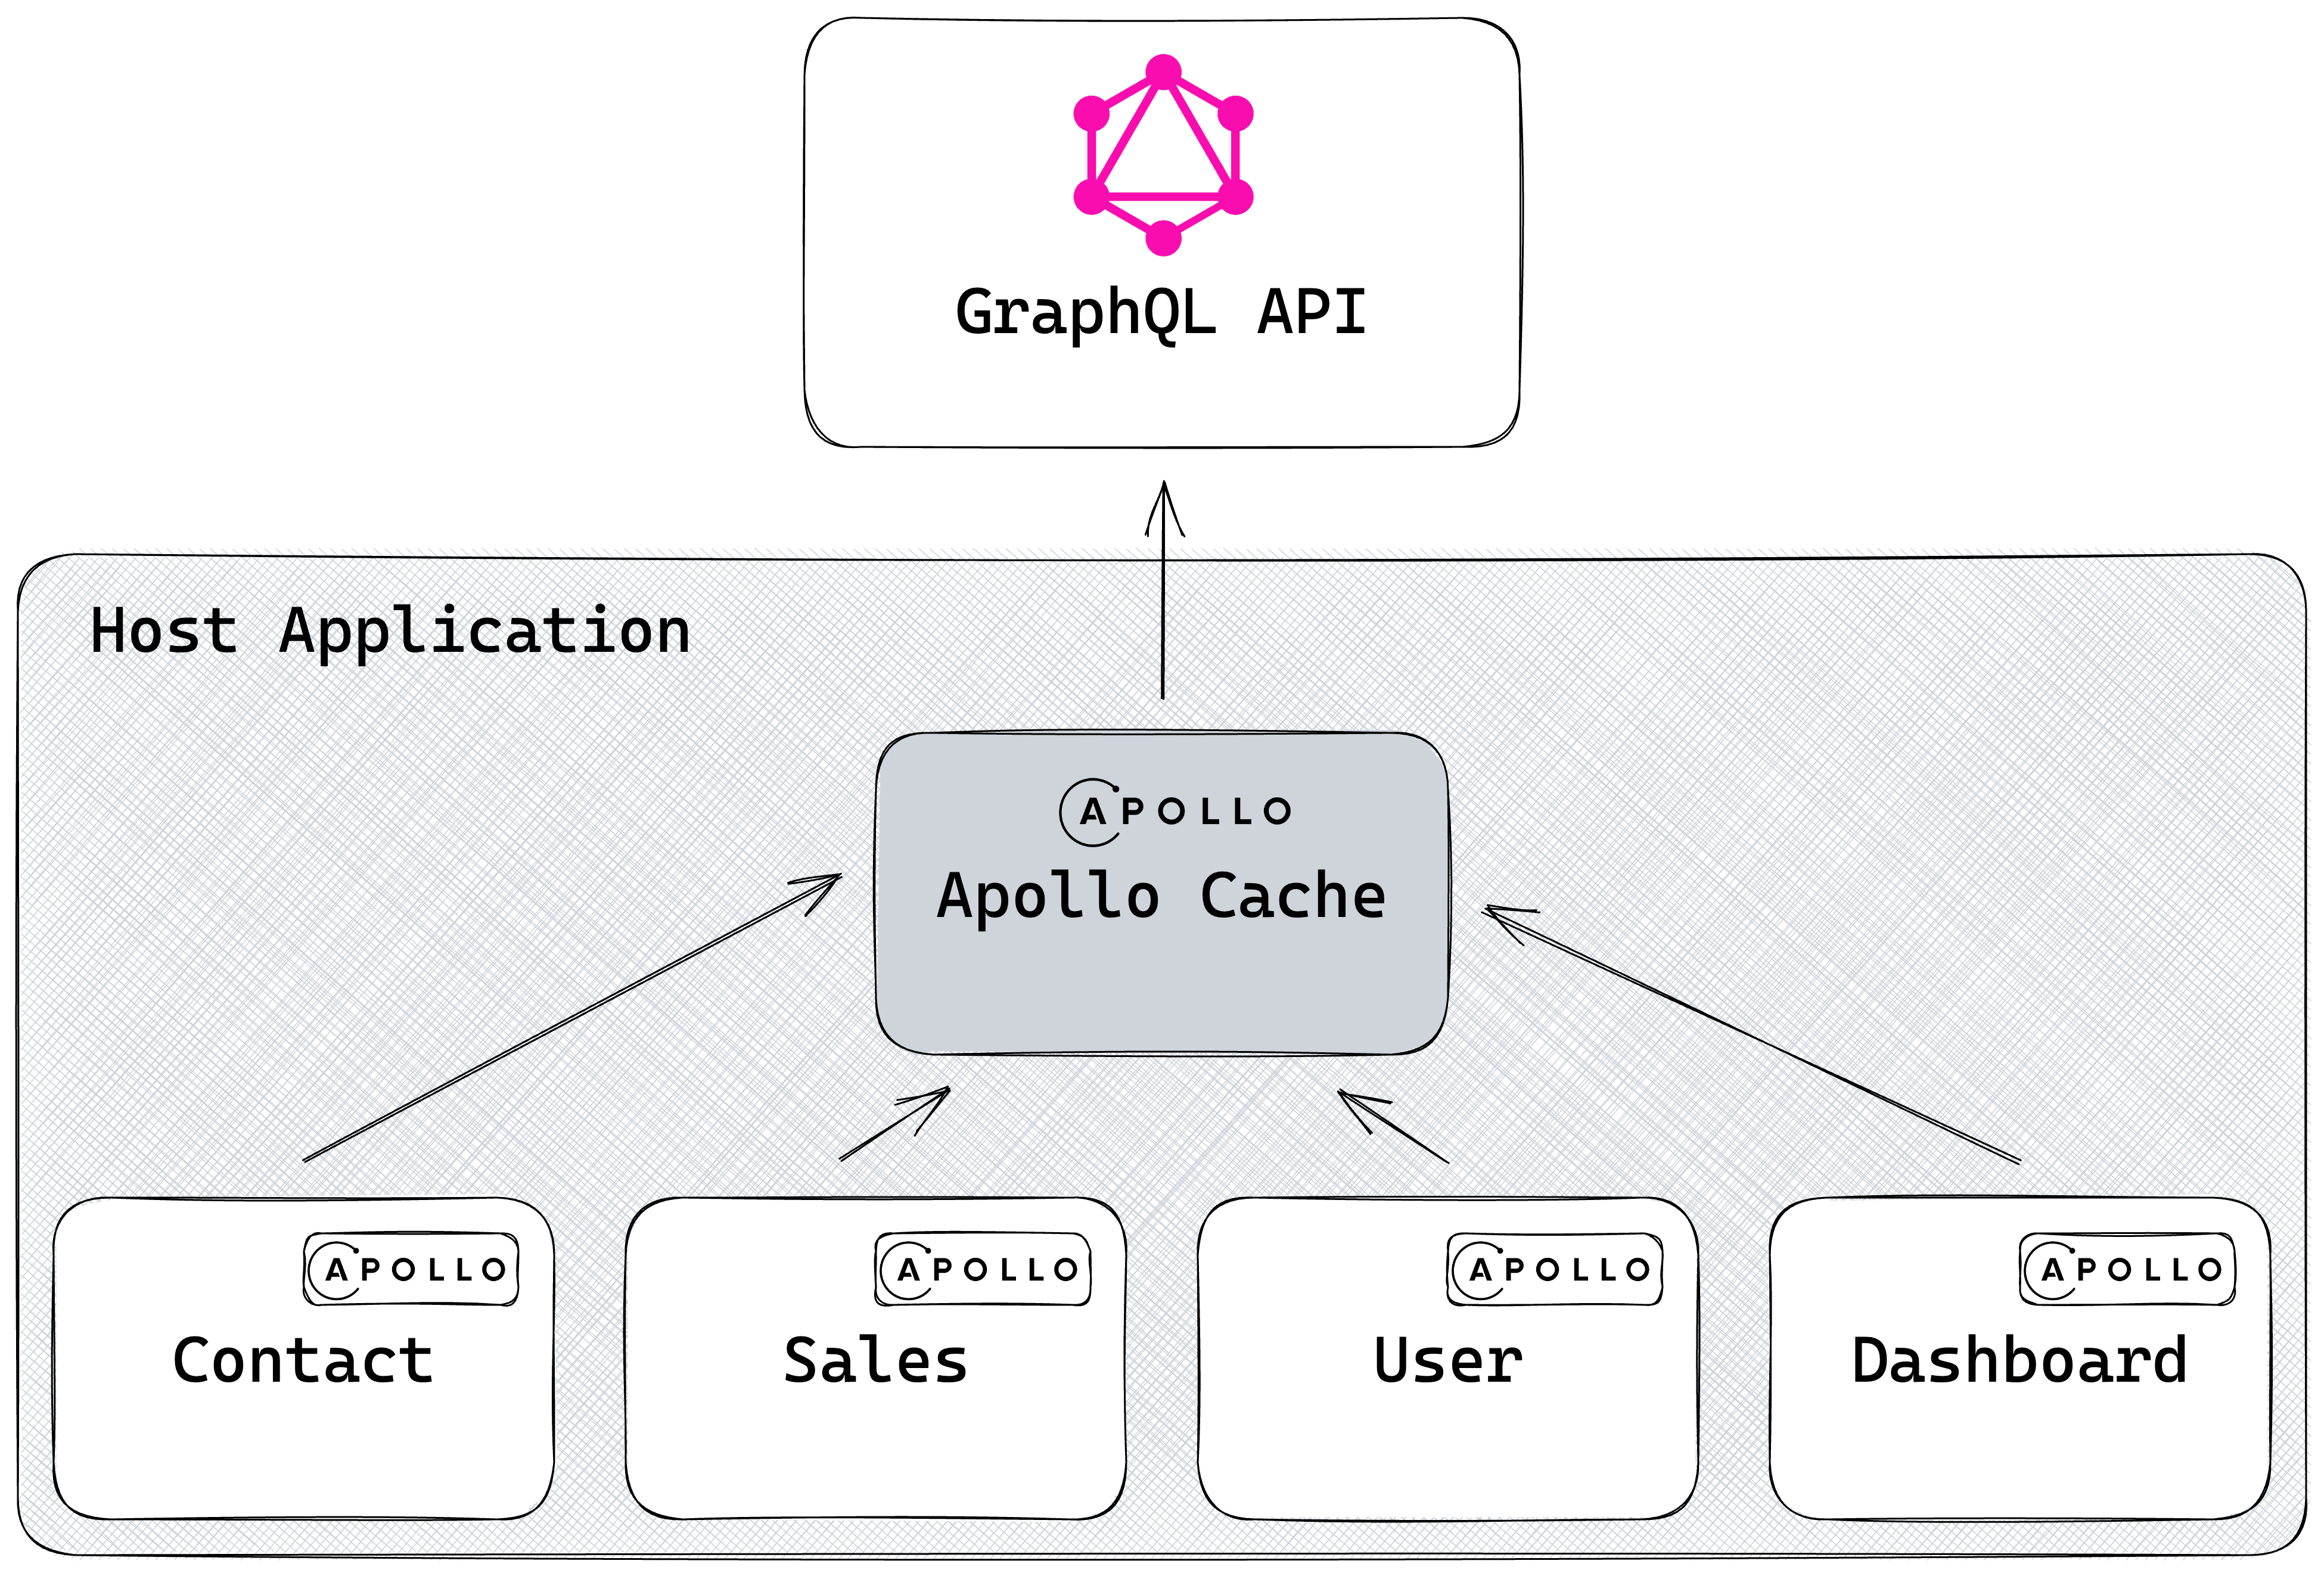 GraphQL API
Host Application
APOLLO
Apollo Cache
APOLLO
Contact
APOLLO
Sales
APOLLO
User
APOLLO
Dashboard